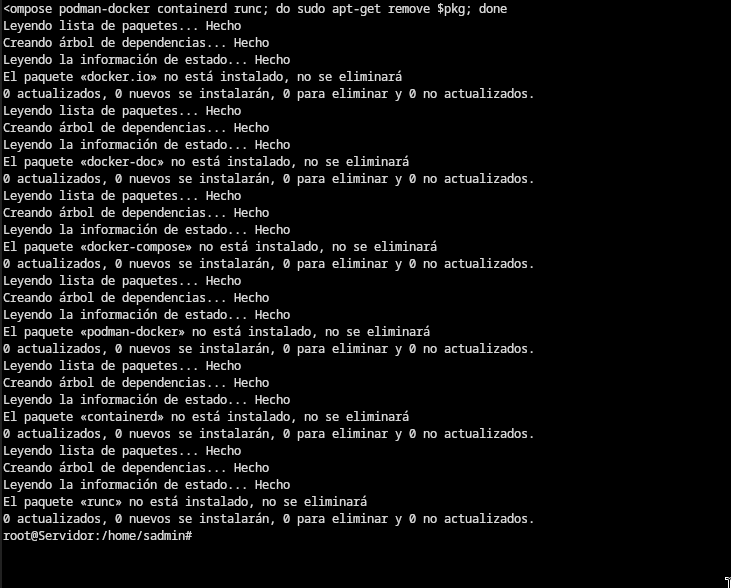 <ompose podman-docker containerd runc; do sudo apt-get remove $pkg; done
Leyendo lista de paquetes... Hecho
Creando árbol de dependencias... Hecho
Leyendo la información de estado... Hecho
El paquete «docker.io» no está instalado, no se eliminará
0 actualizados, 0 nuevos se instalarán, 0 para eliminar y 0 no actualizados.
Leyendo lista de paquetes... Hecho
Creando árbol de dependencias... Hecho
Leyendo la información de estado... Hecho
El paquete «docker-doc» no está instalado, no se eliminará
0 actualizados, 0 nuevos se instalarán, 0 para eliminar y 0 no actualizados.
Leyendo lista de paquetes... Hecho
Creando árbol de dependencias... Hecho
Leyendo la información de estado... Hecho
El paquete «docker-compose» no está instalado, no se eliminará
0 actualizados, 0 nuevos se instalarán, 0 para eliminar y 0 no actualizados.
Leyendo lista de paquetes... Hecho
Creando árbol de dependencias... Hecho
Leyendo la información de estado... Hecho
El paquete «podman-docker» no está instalado, no se eliminará
0 actualizados, 0 nuevos se instalarán, 0 para eliminar y 0 no actualizados.
Leyendo lista de paquetes... Hecho
Creando árbol de dependencias... Hecho
Leyendo la información de estado... Hecho
El paquete «containerd» no está instalado, no se eliminará
0 actualizados, 0 nuevos se instalarán, 0 para eliminar y 0 no actualizados.
Leyendo lista de paquetes... Hecho
Creando árbol de dependencias... Hecho
Leyendo la información de estado... Hecho
El paquete «runc» no está instalado, no se eliminará
0 actualizados, 0 nuevos se instalarán, 0 para eliminar y 0 no actualizados.
root@Servidor:/home/sadmin#